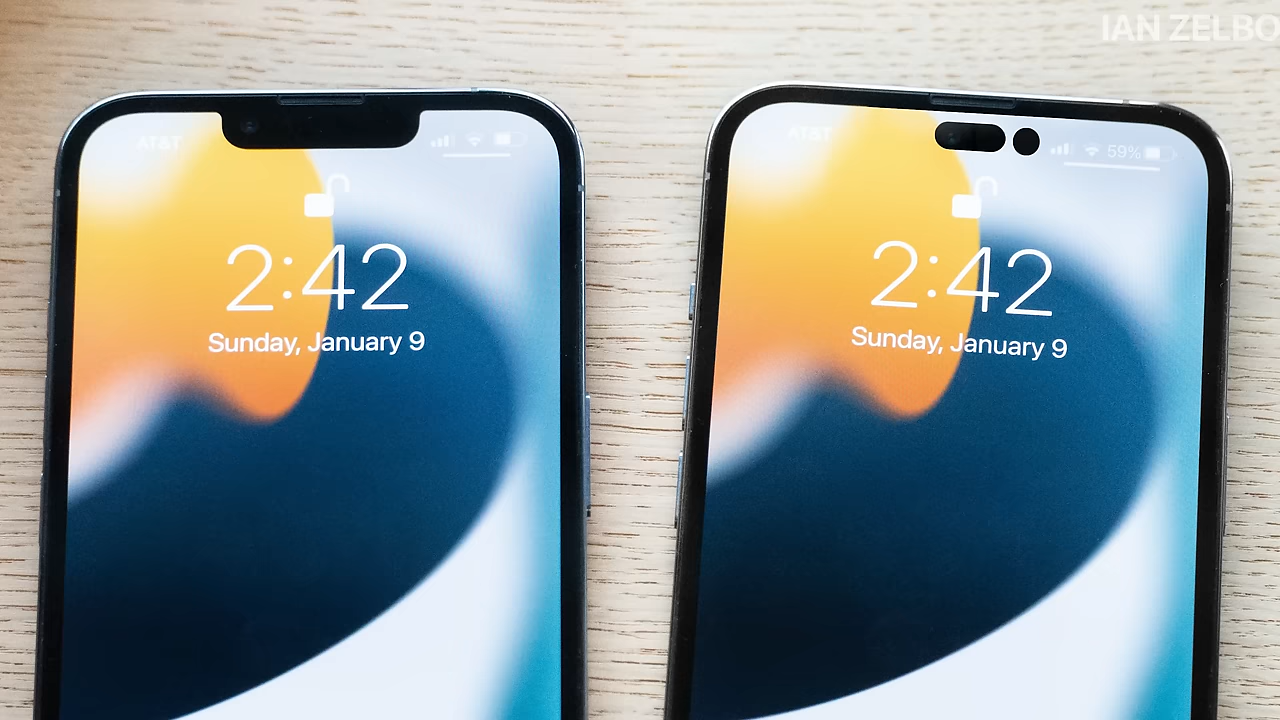 IAN ZELBO
AT&T
2:42
Sunday, January 9
AT&T
59%
2:42
Sunday, January 9